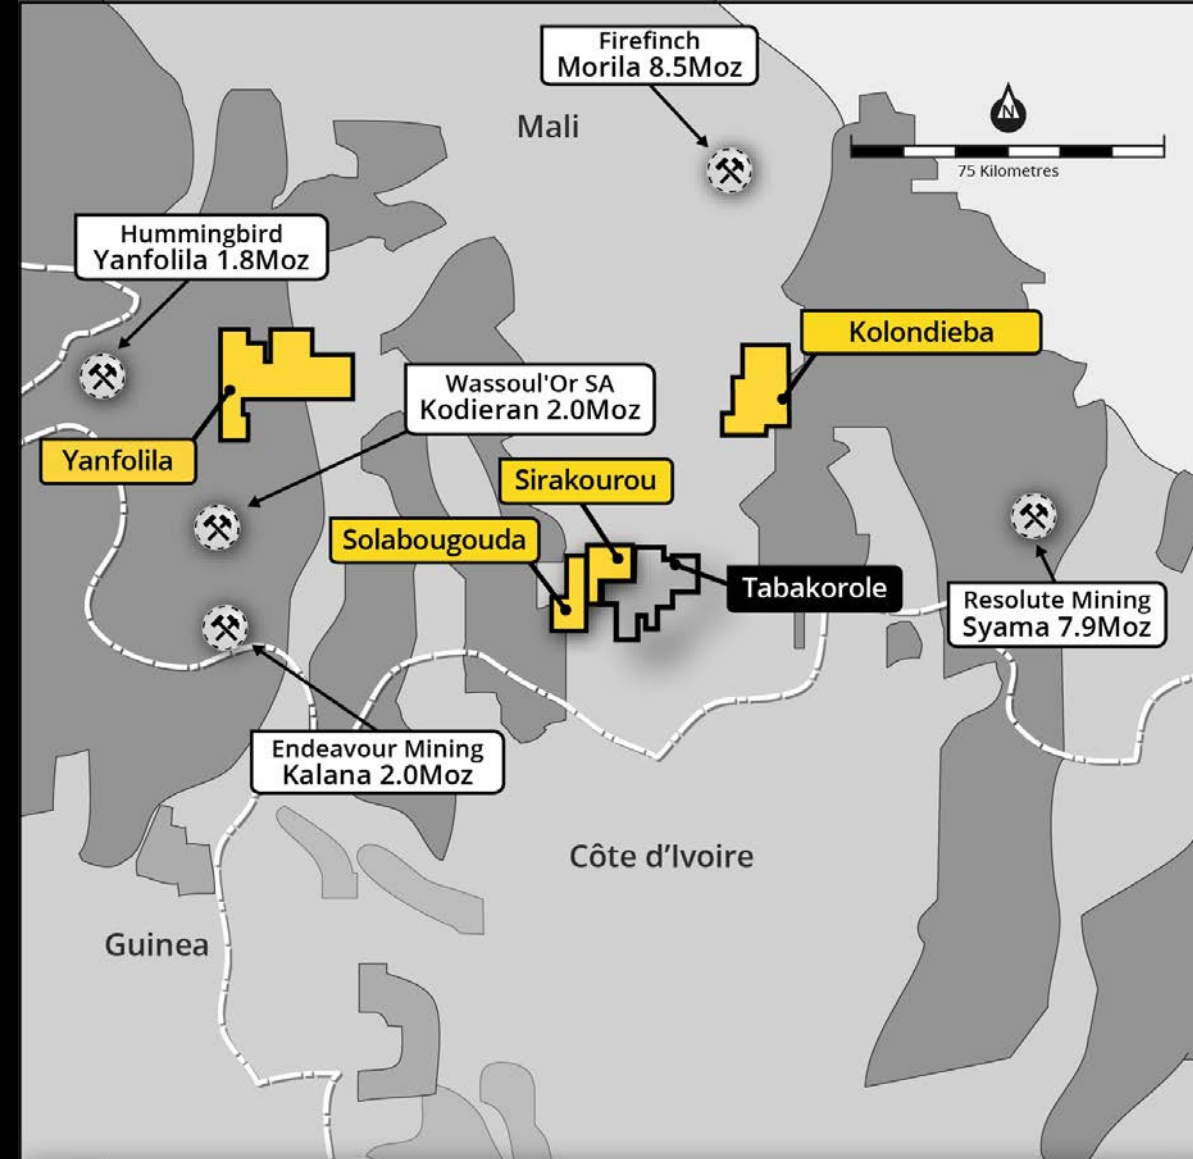 Firefinch
Morila 8.5Moz
Mali
N
75 Kilometres
Hummingbird
Yanfolila 1.8Moz
Kolondieba
Wassoul'Or SA
Kodieran 2.0Moz
Yanfolila
Sirakourou
Solabougouda
Tabakorole
Resolute Mining
Syama 7.9Moz
Endeavour Mining
Kalana 2.0Moz
Côte d’Ivoire
Guinea